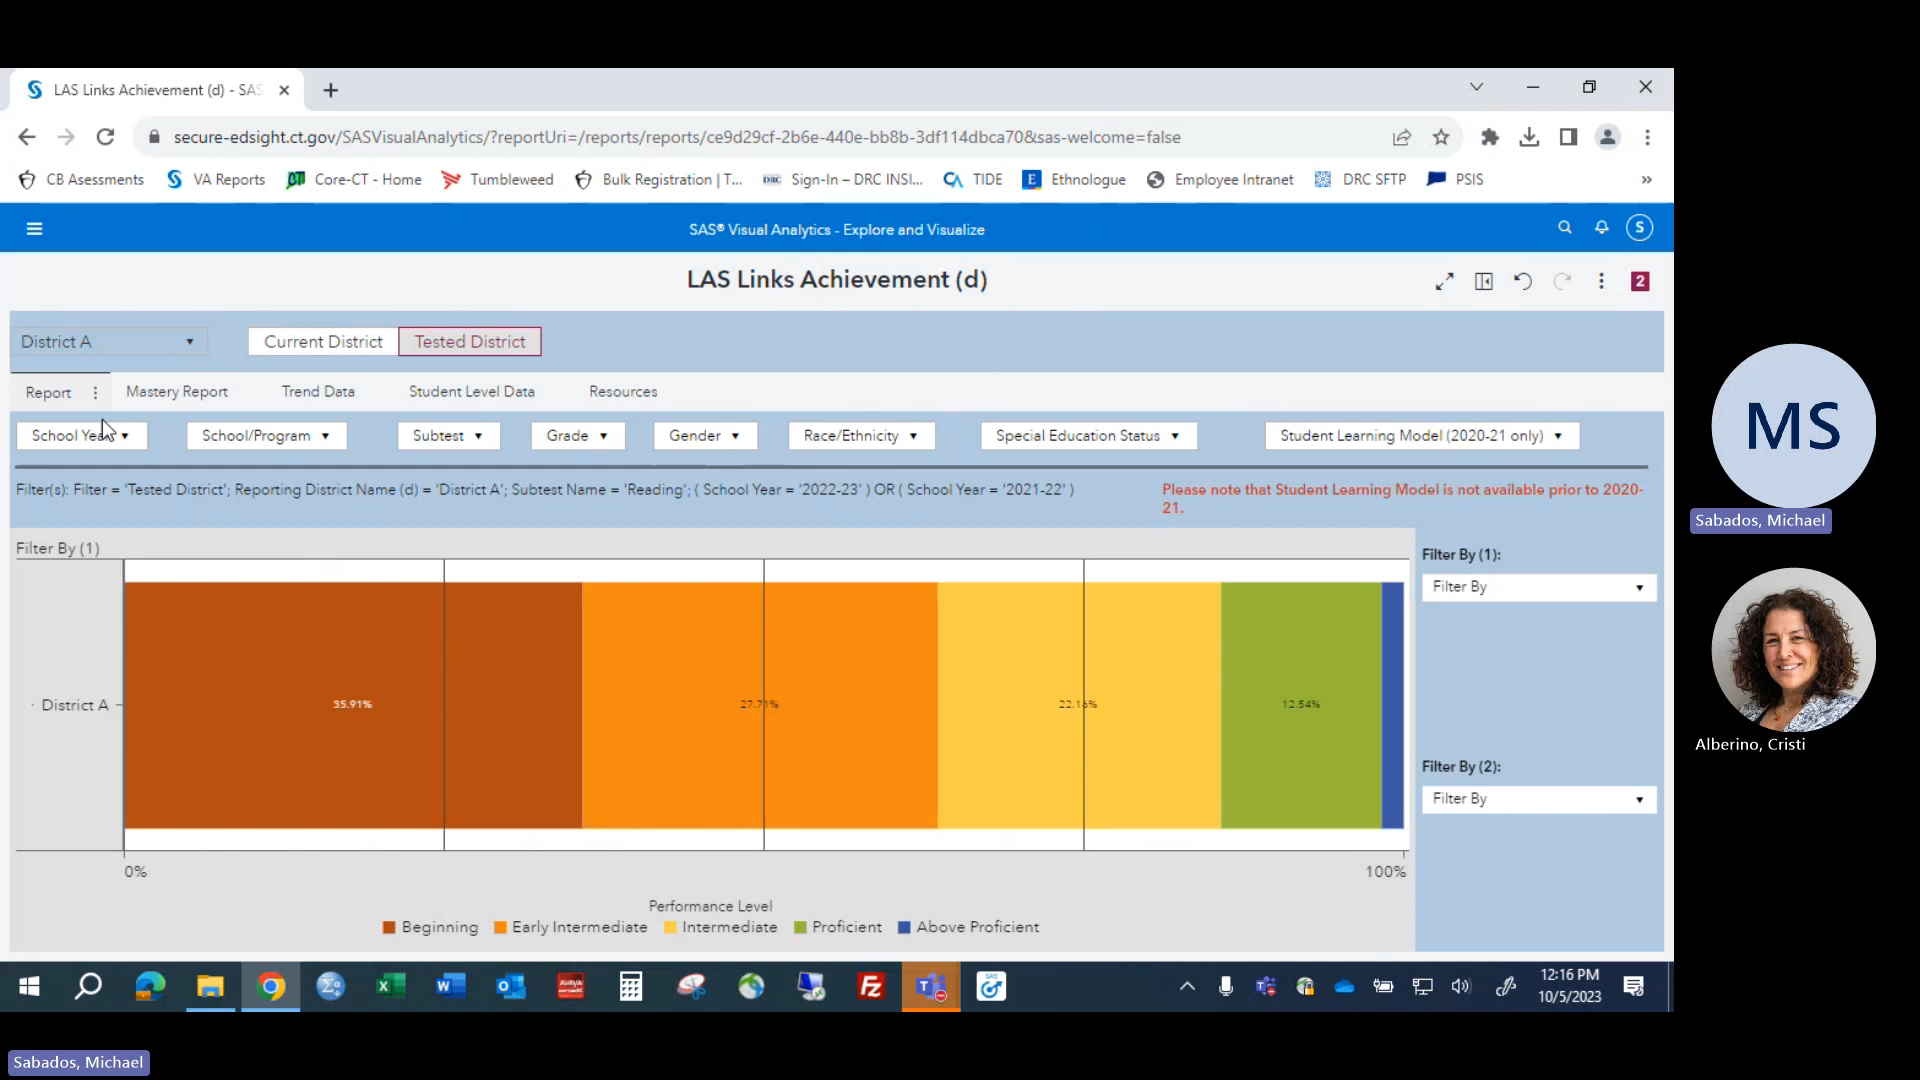 LAS Links Achievement (d) - SAS
secure-edsight.ct.gov/SASVisualAnalytics/?reportUri=/reports/reports/ce9d29cf-2b6e-440e-bb8b-3df114dbca70&sas-welcome=false
CB Asessments VA Reports Core-CT - Home Tumbleweed Bulk Registration | T... DRC Sign-In – DRC INSI... CA TIDE E Ethnologue Employee Intranet DRC SFTP PSIS »
SAS® Visual Analytics - Explore and Visualize S
LAS Links Achievement (d) 2
District A Current District Tested District
Report Mastery Report Trend Data Student Level Data Resources
School Year School/Program Subtest Grade Gender Race/Ethnicity Special Education Status Student Learning Model (2020-21 only)
Filter(s): Filter = 'Tested District'; Reporting District Name (d) = 'District A'; Subtest Name = 'Reading'; ( School Year = '2022-23' ) OR ( School Year = '2021-22' )
Please note that Student Learning Model is not available prior to 2020-
21.
Filter By (1)
Filter By (1):
Filter By
District A 35.91% 27.71% 22.16% 12.54%
Filter By (2):
Filter By
0% 100%
Performance Level
Beginning Early Intermediate Intermediate Proficient Above Proficient
12:16 PM
10/5/2023
MS
Sabados, Michael
Alberino, Cristi
Sabados, Michael